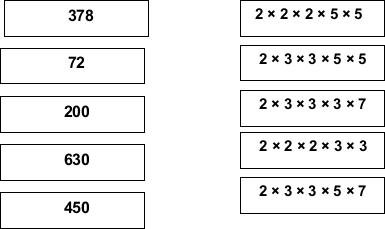 378
72
200
630
450
2 × 2 × 2 × 5 × 5
2 × 3 × 3 × 5 × 5
2 × 3 × 3 × 3 × 7
2 × 2 × 2 × 3 × 3
2 × 3 × 3 × 5 × 7